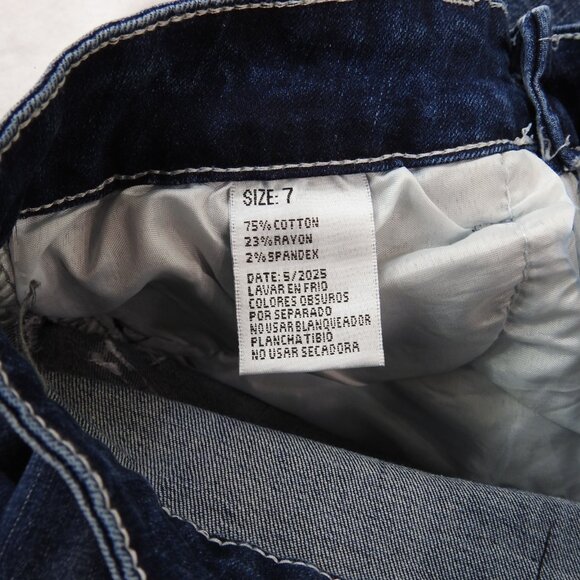 SIZE: 7
75% COTTON
23% RAYON
2% SPANDEX
DATE: 5/2025
LAVAR EN FRIO
COLORES OBSUROS
POR SEPARADO
NO USAR BLANQUEADOR
PLANCHA TIBIO
NO USAR SECADORA